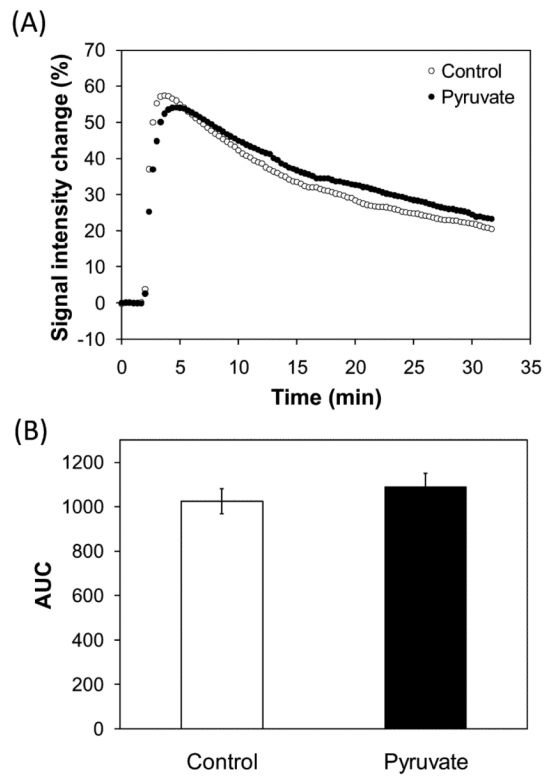 (A)
Signal intensity change (%)
70
60
50
40
30
20
10
0
-10
Control
Pyruvate
0 5 10 15 20 25 30 35
Time (min)
(B)
AUC
1200
1000
800
600
400
200
0
Control Pyruvate